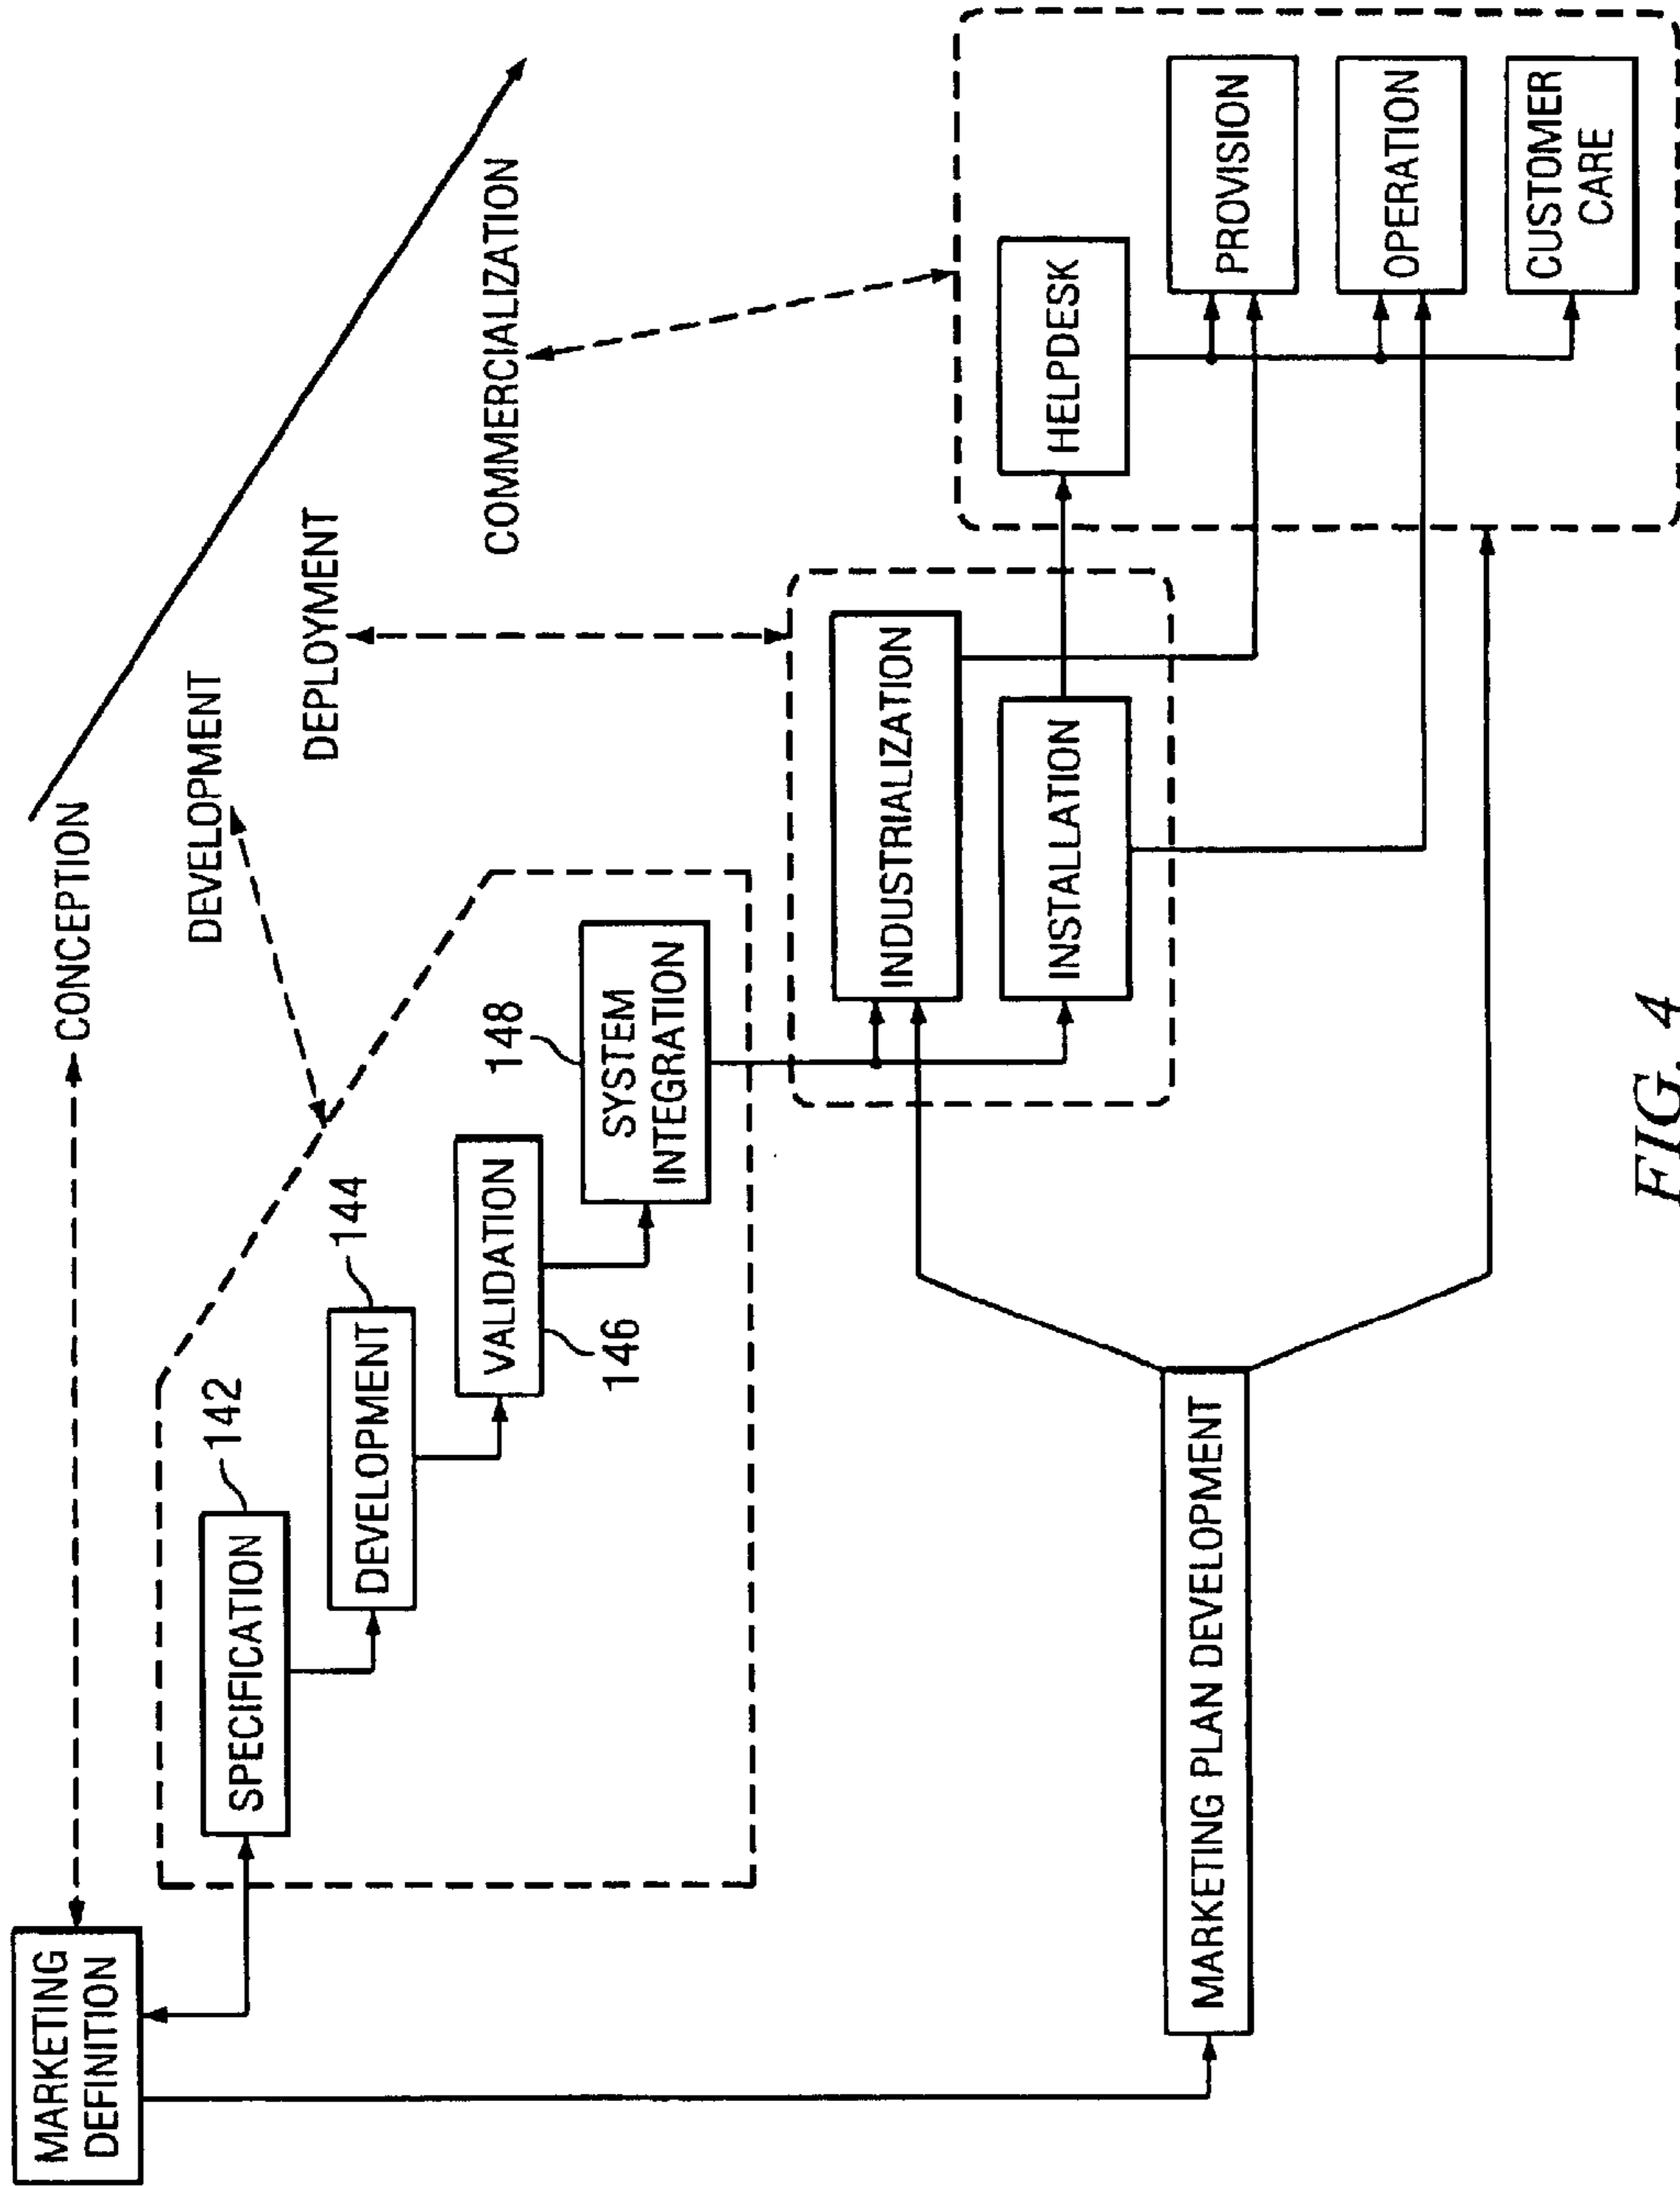 MARKETING
DEFINITION
CONCEPTION
DEVELOPMENT
DEPLOYMENT
COMMERCIALIZATION
SPECIFICATION
142
DEVELOPMENT
144
VALIDATION
146
148
SYSTEM
INTEGRATION
INDUSTRIALIZATION
INSTALLATION
HELPDESK
PROVISION
OPERATION
CUSTOMER
CARE
MARKETING PLAN DEVELOPMENT
FIG. 4